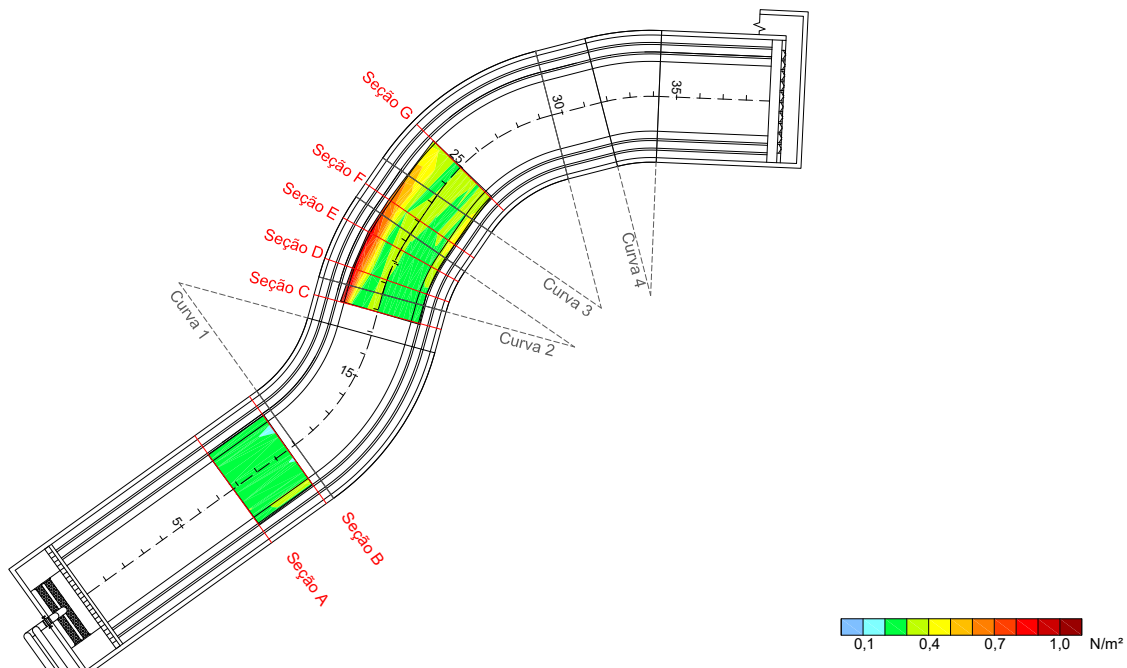 35
30
Seção G
25
Seção F
Seção E
Seção D
Seção C
Curva 1
Curva 2
Curva 3
Curva 4
15
5
Seção B
Seção A
0,1 0,4 0,7 1,0 N/m²